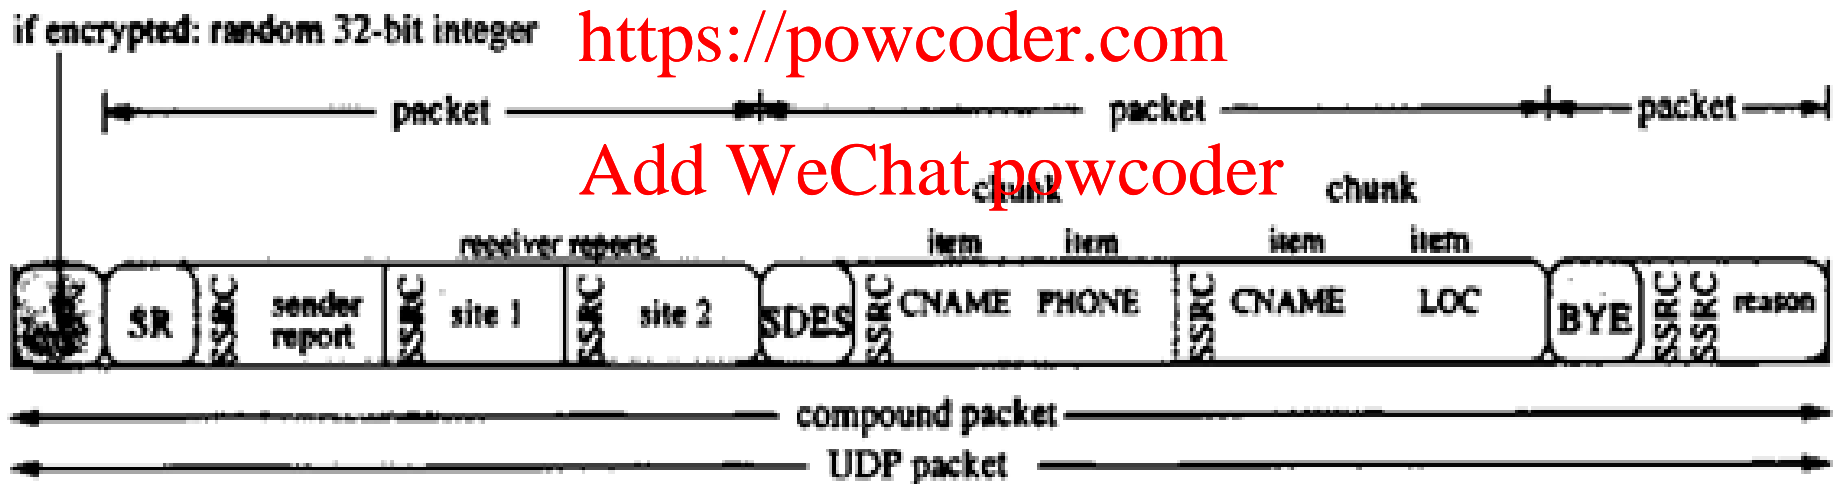 if encrypted: random 32-bit integer
https://powcoder.com
packet packet packet
Add WeChat powcoder
chunk chunk
receiver reports item item item item
SR SSRC sender report SSRC site 1 SSRC site 2 SDES SSRC CNAME PHONE SSRC CNAME LOC BYE SSRC SSRC reason
compound packet
UDP packet